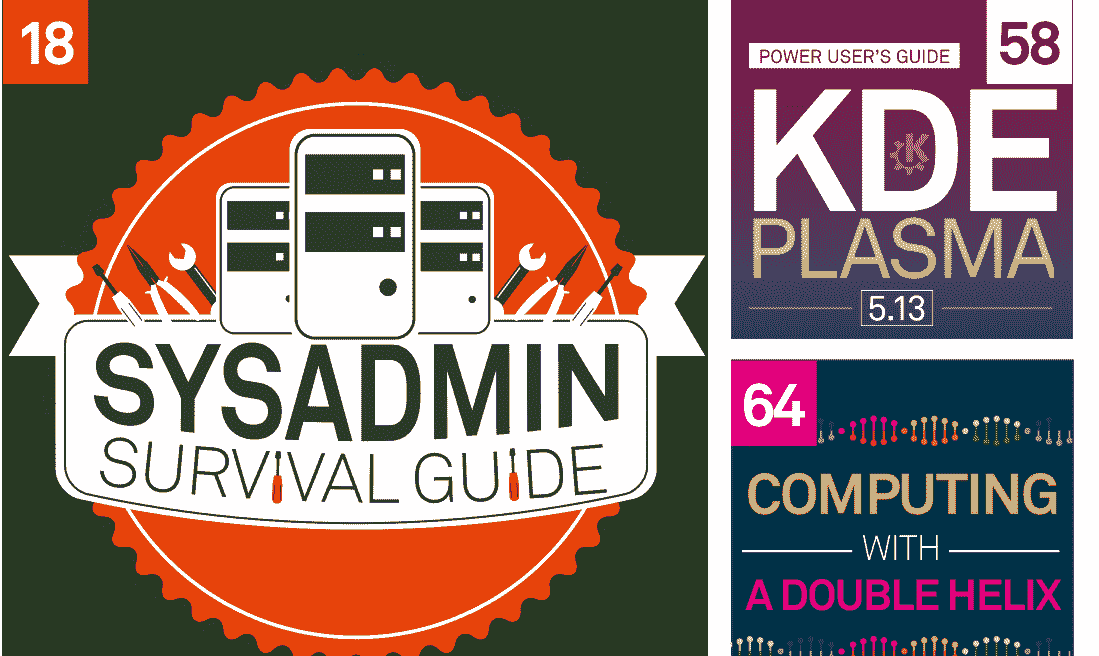 18
SYSADMIN
SURVIVAL GUIDE
58
POWER USER'S GUIDE
KDE
K
PLASMA
5.13
64
COMPUTING
WITH
A DOUBLE HELIX